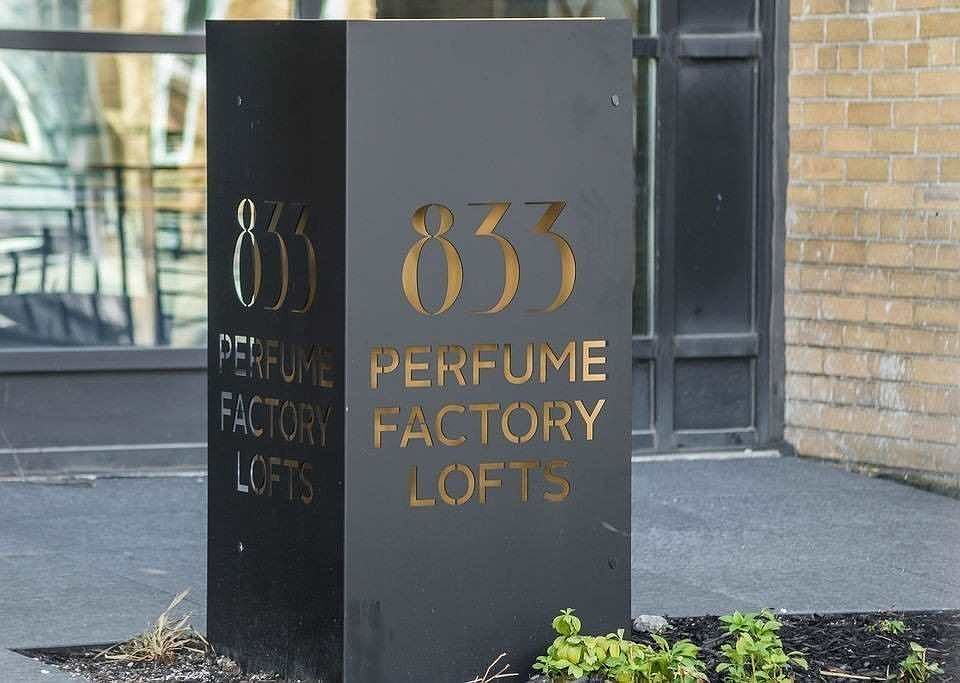 833
PERFUME
FACTORY
LOFTS
833
PERFUME
FACTORY
LOFTS